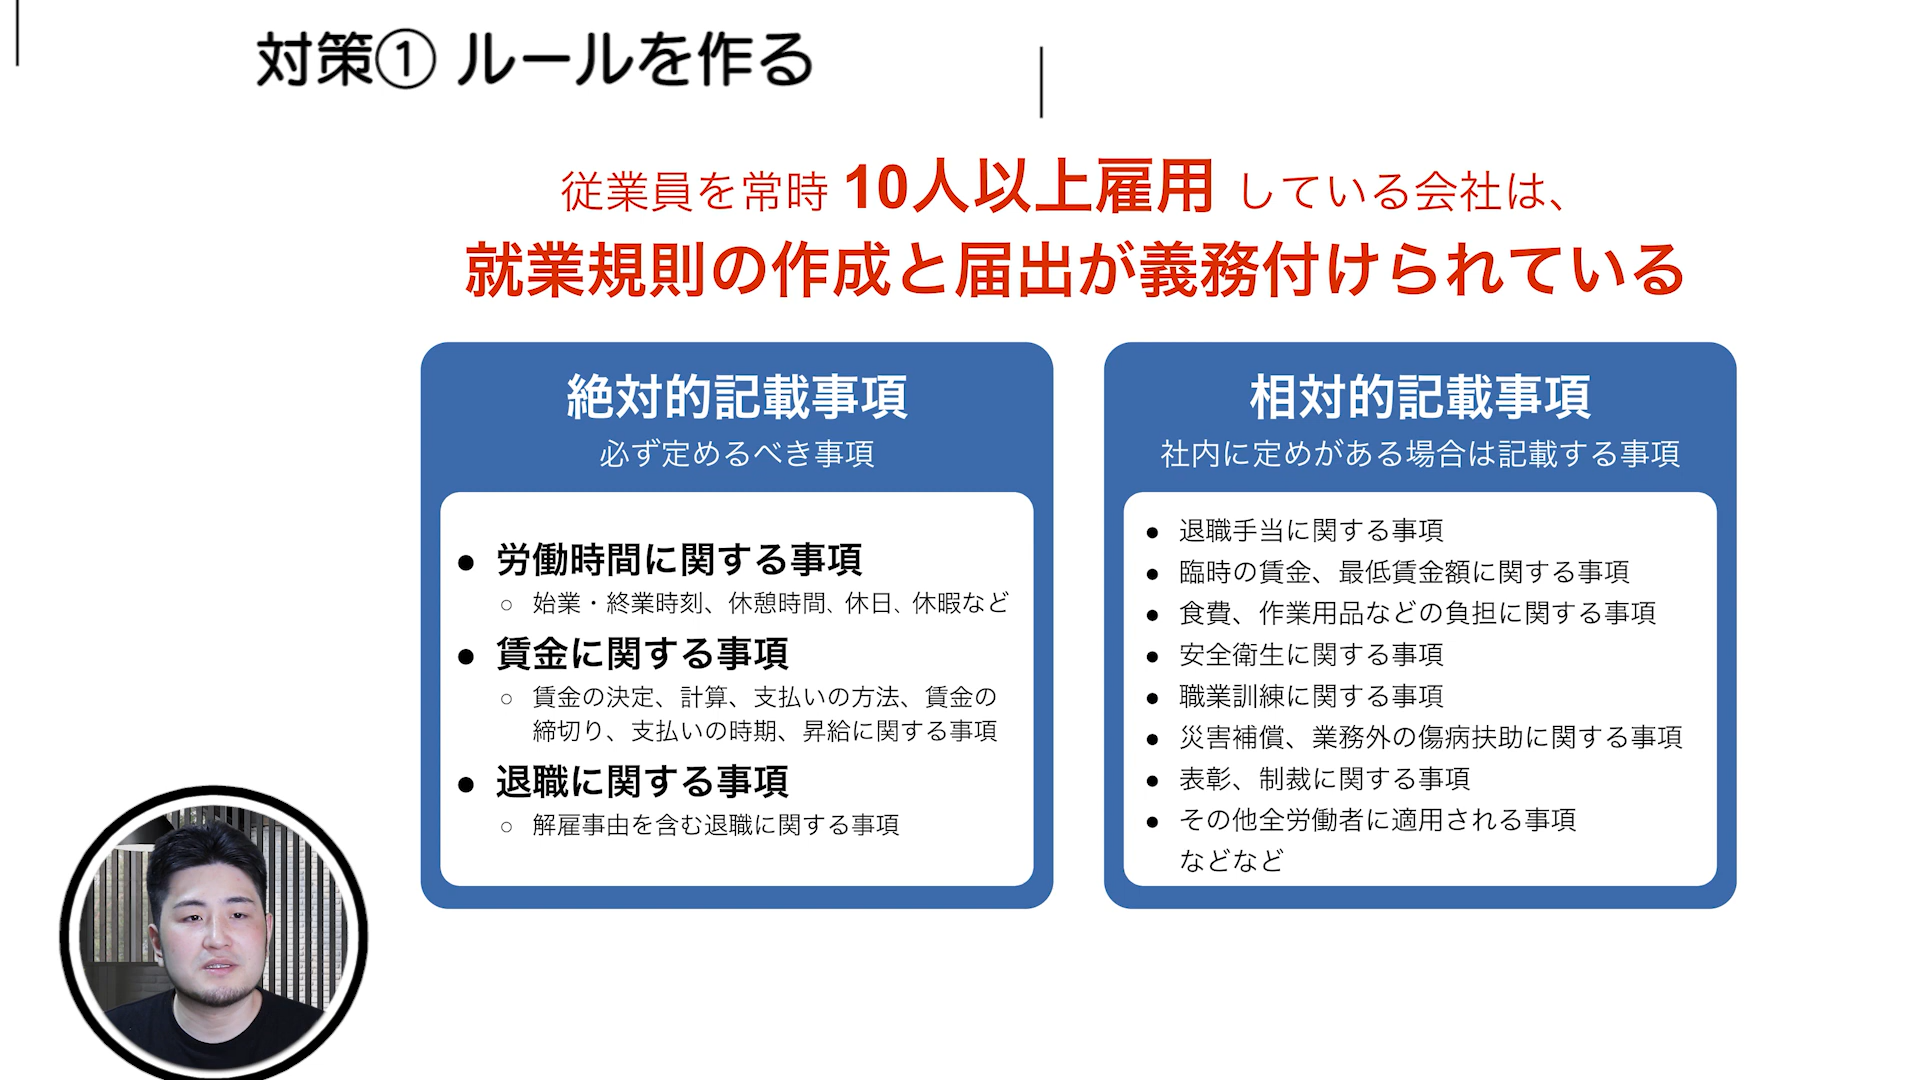 対策① ルールを作る
従業員を常時 10人以上雇用 している会社は、
就業規則の作成と届出が義務付けられている
絶対的記載事項
必ず定めるべき事項
● 労働時間に関する事項
○ 始業・終業時刻、休憩時間、休日、休暇など
● 賃金に関する事項
○ 賃金の決定、計算、支払いの方法、賃金の
締切り、支払いの時期、昇給に関する事項
● 退職に関する事項
○ 解雇事由を含む退職に関する事項
相対的記載事項
社内に定めがある場合は記載する事項
● 退職手当に関する事項
● 臨時の賃金、最低賃金額に関する事項
● 食費、作業用品などの負担に関する事項
● 安全衛生に関する事項
● 職業訓練に関する事項
● 災害補償、業務外の傷病扶助に関する事項
● 表彰、制裁に関する事項
● その他全労働者に適用される事項
などなど